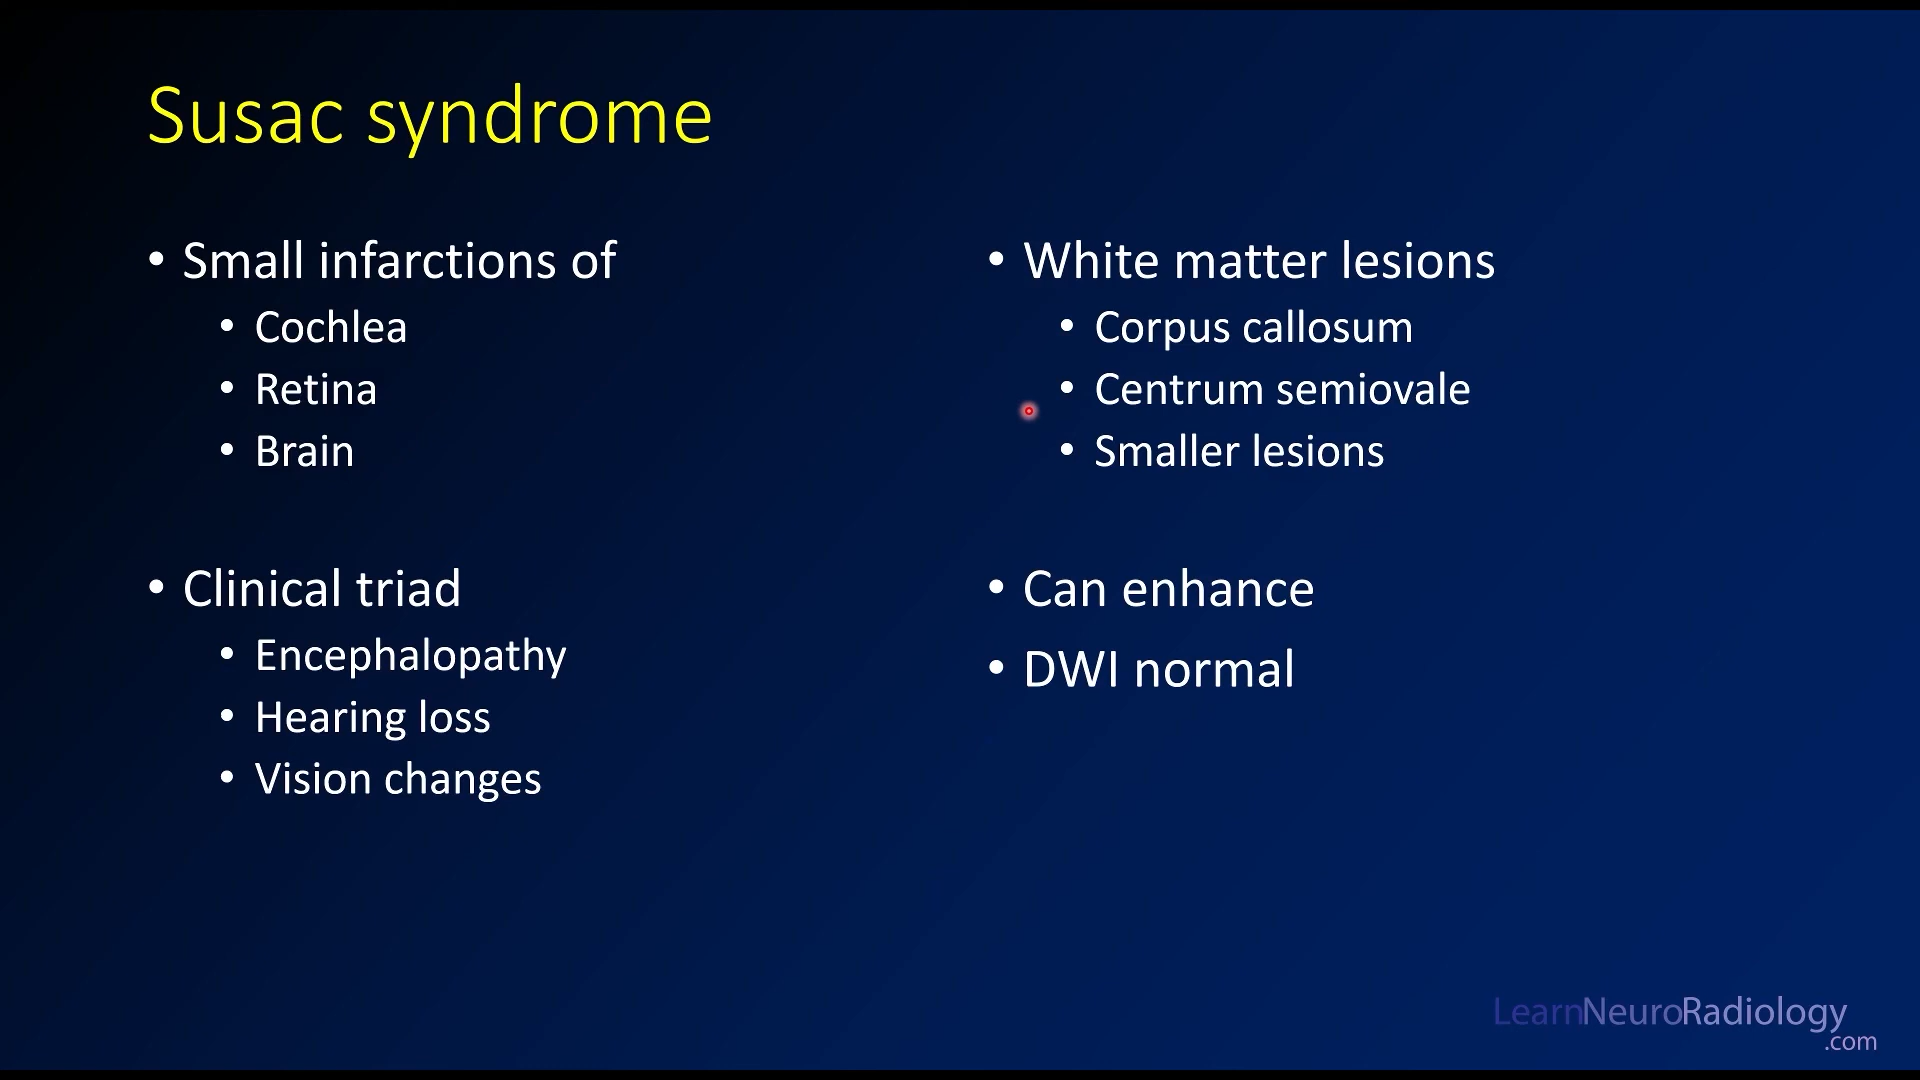 Susac syndrome
• Small infarctions of
• Cochlea
• Retina
• Brain
• Clinical triad
• Encephalopathy
• Hearing loss
• Vision changes
• White matter lesions
• Corpus callosum
• Centrum semiovale
• Smaller lesions
• Can enhance
• DWI normal
LearnNeuroRadiology
.com